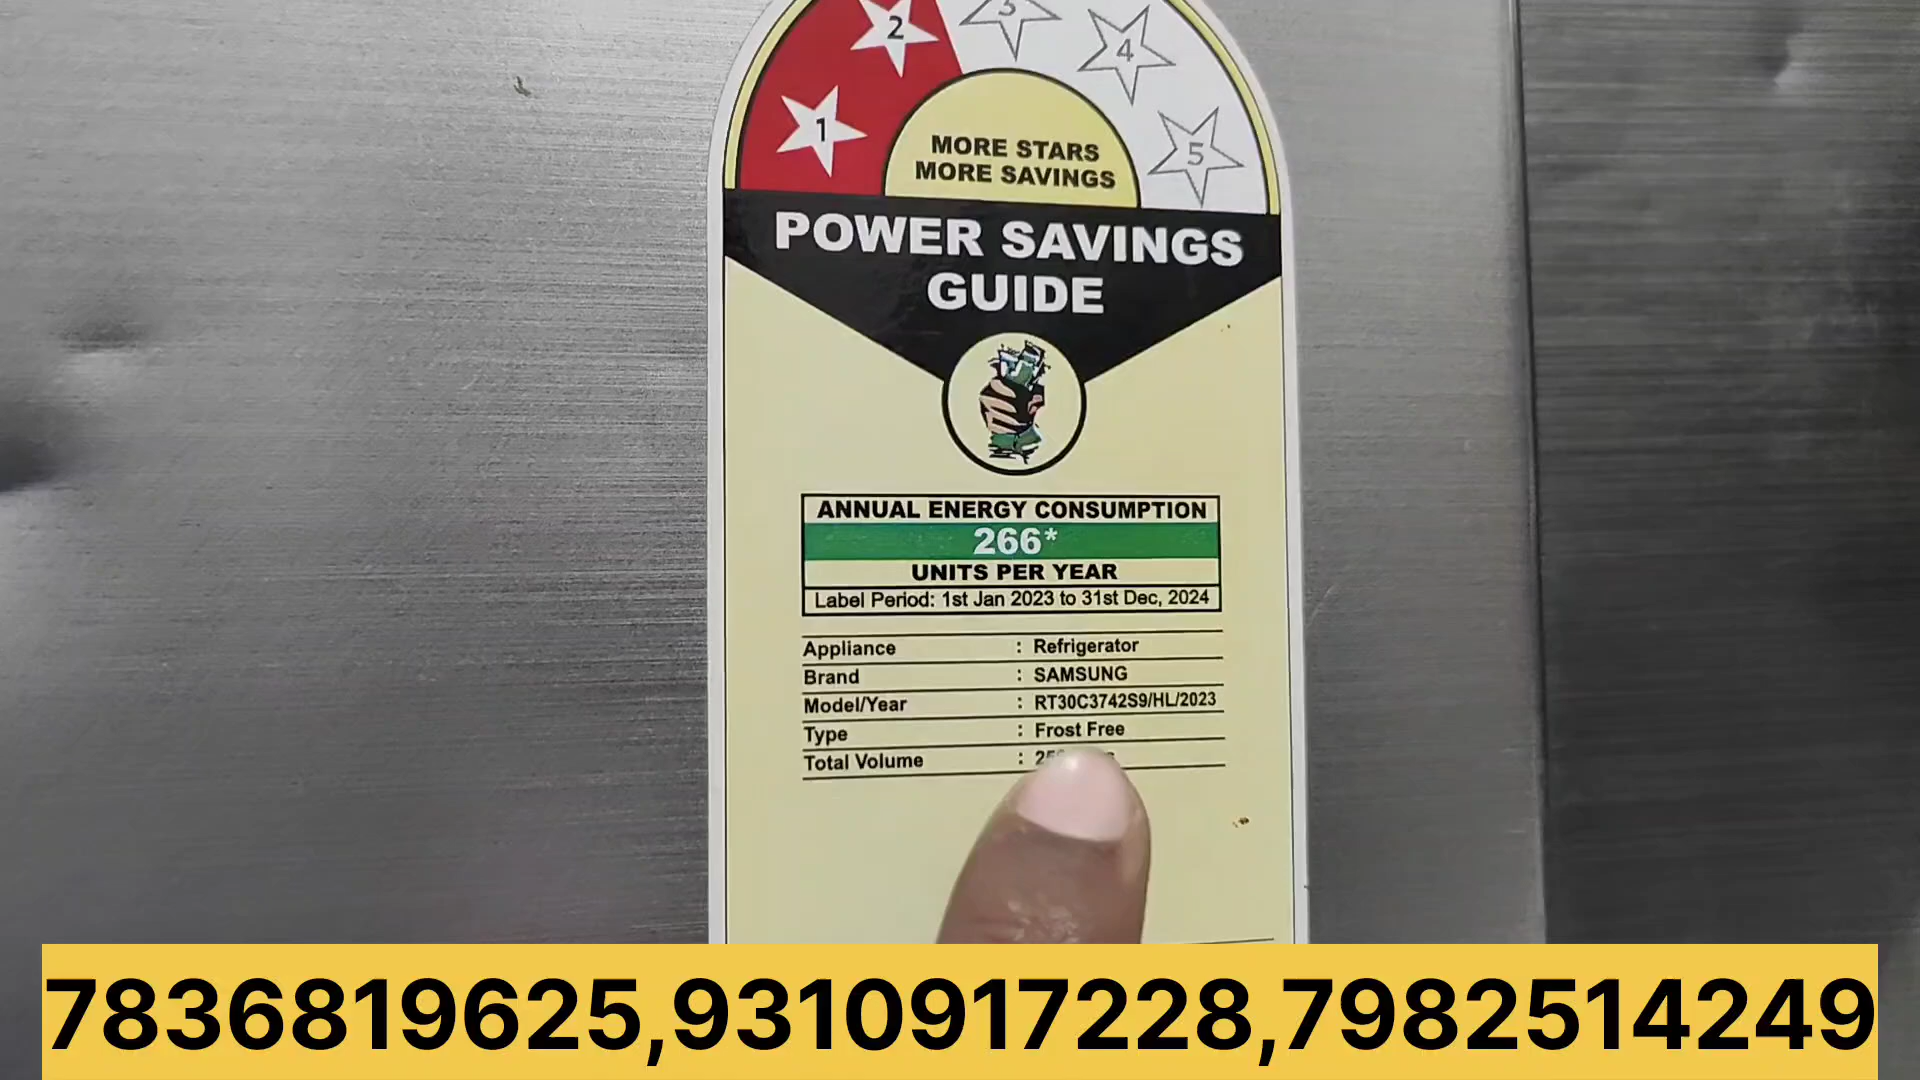 1
2
4
5
MORE STARS
MORE SAVINGS
POWER SAVINGS
GUIDE
ANNUAL ENERGY CONSUMPTION
266*
UNITS PER YEAR
Label Period: 1st Jan 2023 to 31st Dec, 2024
Appliance : Refrigerator
Brand : SAMSUNG
Model/Year : RT30C3742S9/HL/2023
Type : Frost Free
Total Volume :
7836819625,9310917228,7982514249